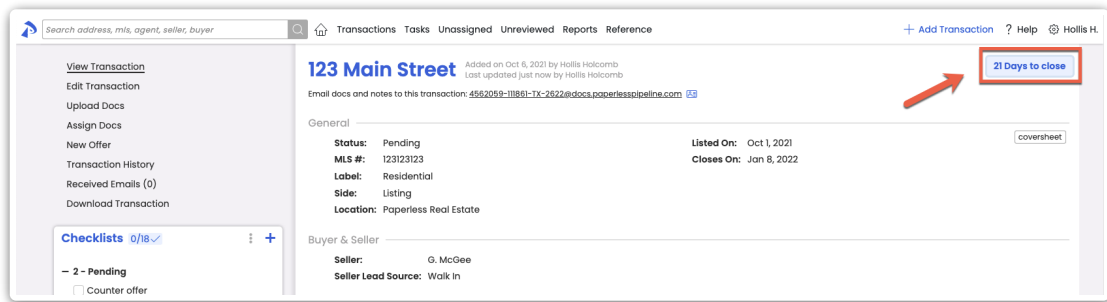 Search address, mls, agent, seller, buyer
Transactions Tasks Unassigned Unreviewed Reports Reference
+ Add Transaction ? Help Hollis H.
View Transaction
Edit Transaction
Upload Docs
Assign Docs
New Offer
Transaction History
Received Emails (0)
Download Transaction
Checklists 0/18
+
– 2 - Pending
Counter offer
123 Main Street
Added on Oct 6, 2021 by Hollis Holcomb
Last updated just now by Hollis Holcomb
21 Days to close
Email docs and notes to this transaction: 4562059-111861-TX-2622@docs.paperlesspipeline.com
General
coversheet
Status: Pending
MLS #: 123123123
Label: Residential
Side: Listing
Location: Paperless Real Estate
Listed On: Oct 1, 2021
Closes On: Jan 8, 2022
Buyer & Seller
Seller: G. McGee
Seller Lead Source: Walk In